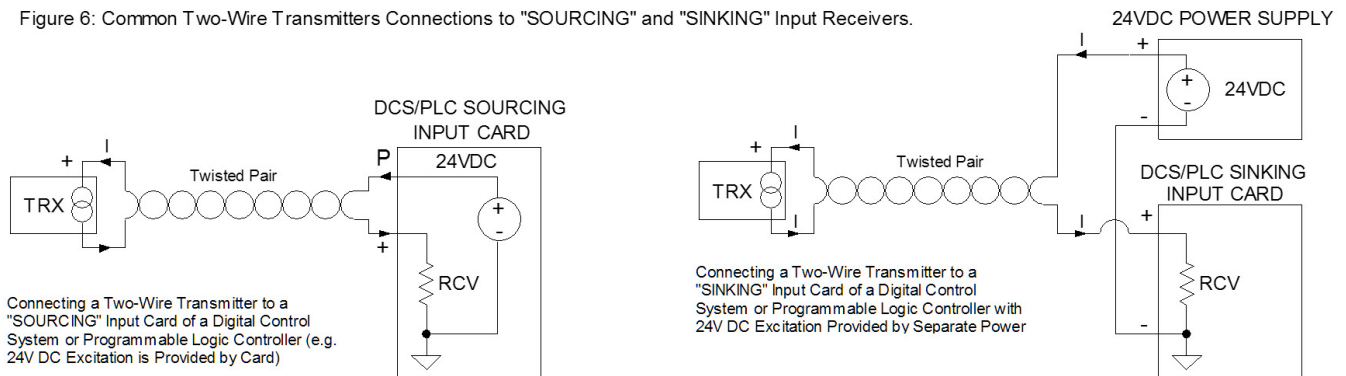 Figure 6: Common Two-Wire Transmitters Connections to "SOURCING" and "SINKING" Input Receivers.
DCS/PLC SOURCING
INPUT CARD
24VDC
P
I
+
TRX
Twisted Pair
+
-
+
RCV
Connecting a Two-Wire Transmitter to a
"SOURCING" Input Card of a Digital Control
System or Programmable Logic Controller (e.g.
24V DC Excitation is Provided by Card)
24VDC POWER SUPPLY
I
+
+
-
24VDC
-
I
+
TRX
I
Twisted Pair
DCS/PLC SINKING
INPUT CARD
I
+
RCV
-
Connecting a Two-Wire Transmitter to a
"SINKING" Input Card of a Digital Control
System or Programmable Logic Controller with
24V DC Excitation Provided by Separate Power